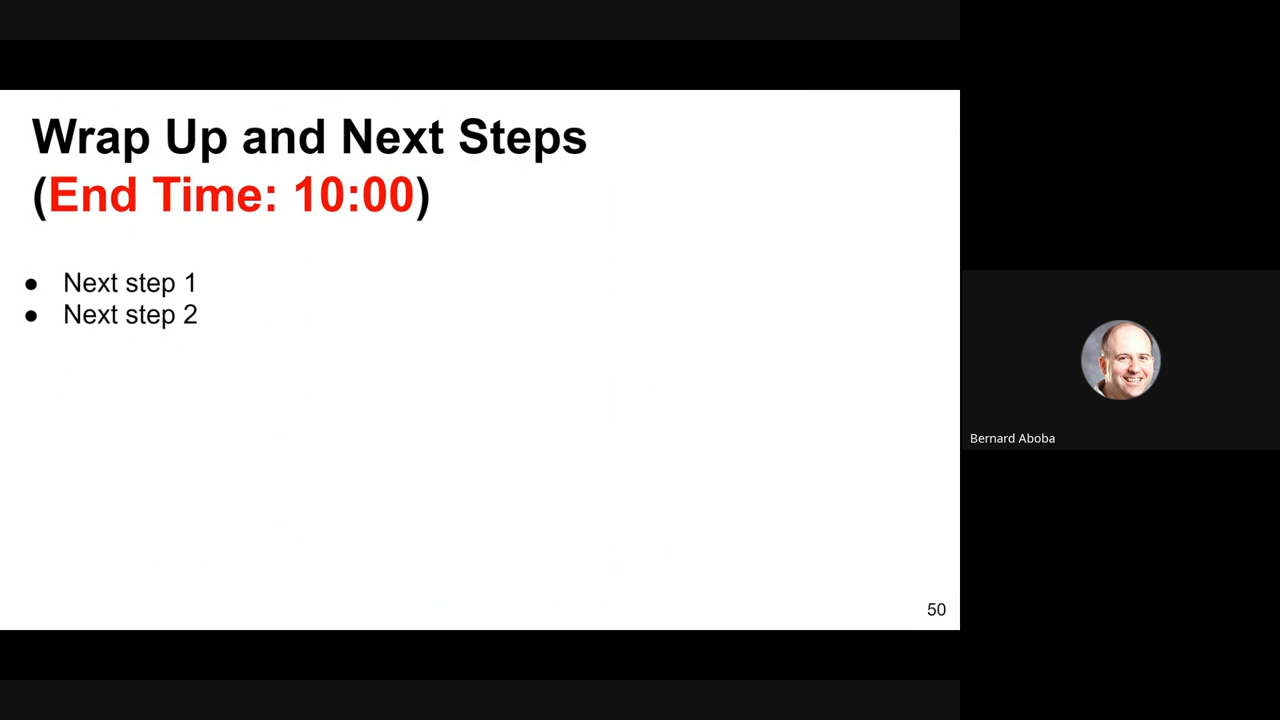 Wrap Up and Next Steps
(End Time: 10:00)
● Next step 1
● Next step 2
50
Bernard Aboba